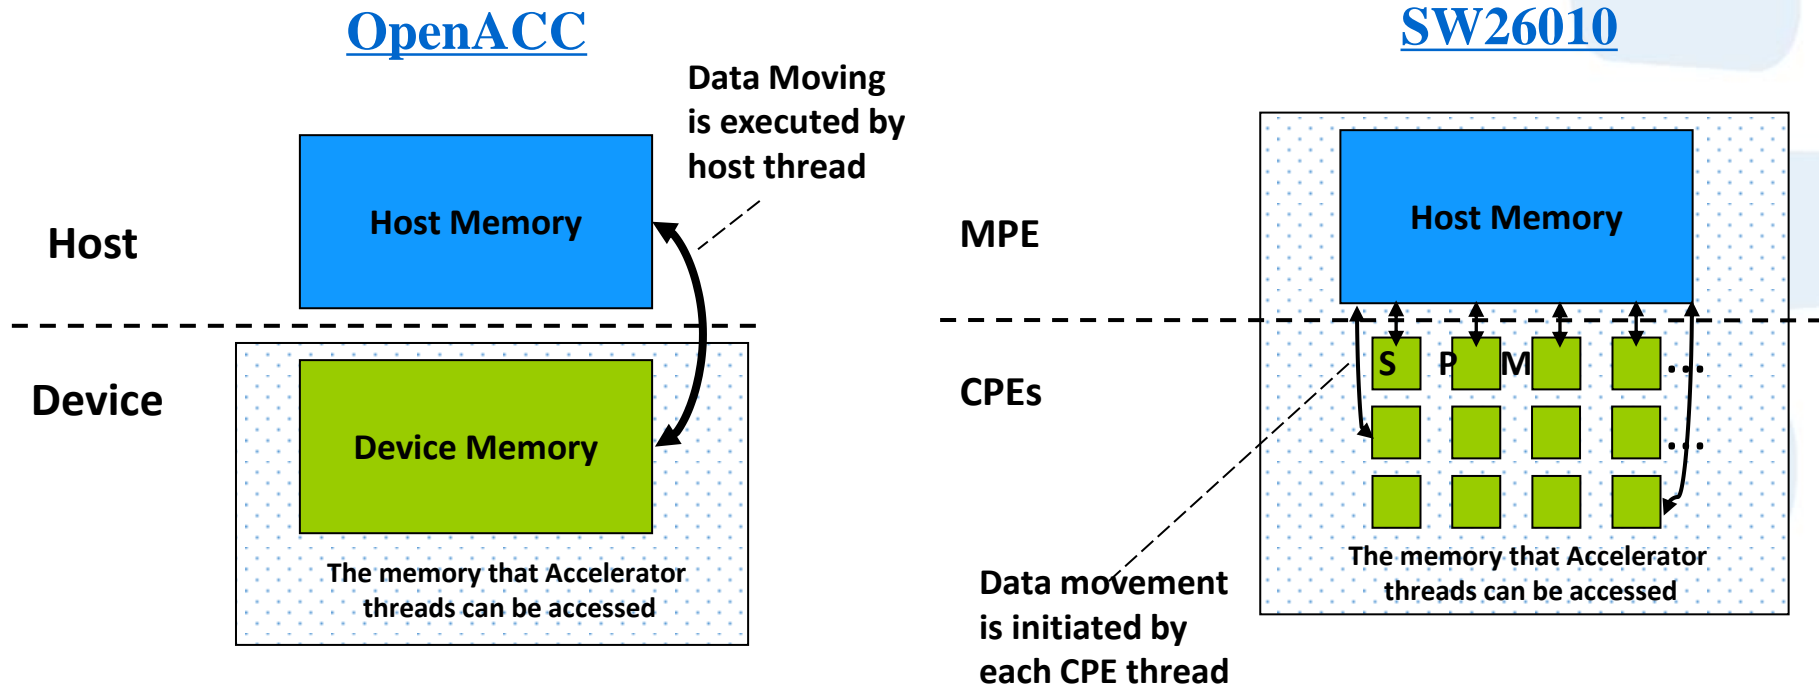 OpenACC
Data Moving
is executed by
host thread
Host Memory
Host
Device
Device Memory
The memory that Accelerator
threads can be accessed
SW26010
Host Memory
MPE
CPEs
S P M
...
...
The memory that Accelerator
threads can be accessed
Data movement
is initiated by
each CPE thread